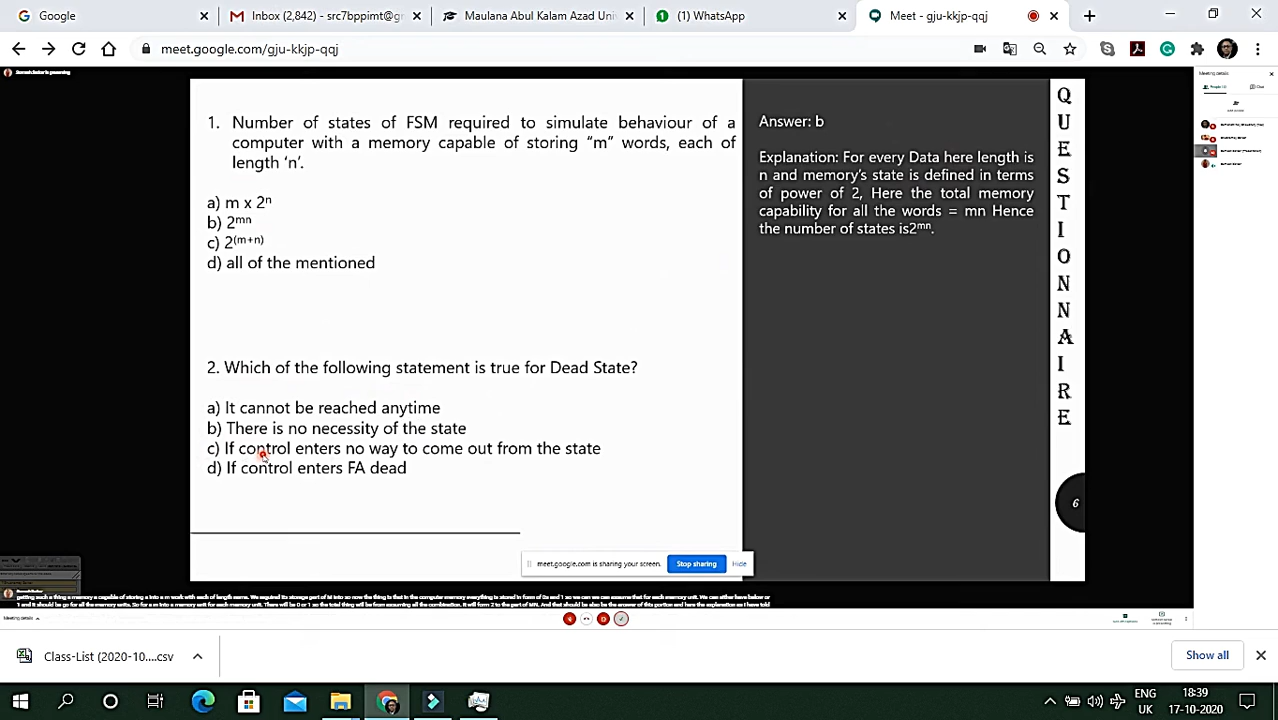 Google
Inbox (2,842) - src7bppimt@gr
Maulana Abul Kalam Azad Uni
(1) WhatsApp
Meet - gju-kkjp-qqj
meet.google.com/gju-kkjp-qqj
Meeting details
1. Number of states of FSM required to simulate behaviour of a
computer with a memory capable of storing “m” words, each of
length ‘n’.
a) m x 2ⁿ
b) 2ᵐⁿ
c) 2⁽ᵐ⁺ⁿ⁾
d) all of the mentioned
2. Which of the following statement is true for Dead State?
a) It cannot be reached anytime
b) There is no necessity of the state
c) If control enters no way to come out from the state
d) If control enters FA dead
Answer: b
Explanation: For every Data here length is
n and memory's state is defined in terms
of power of 2, Here the total memory
capability for all the words = mn Hence
the number of states is2ᵐⁿ.
QUESTIONNAIRE
6
meet.google.com is sharing your screen.
Stop sharing
Hide
Meeting details
Class-List (2020-10....csv
Show all
ENG
UK
18:39
17-10-2020